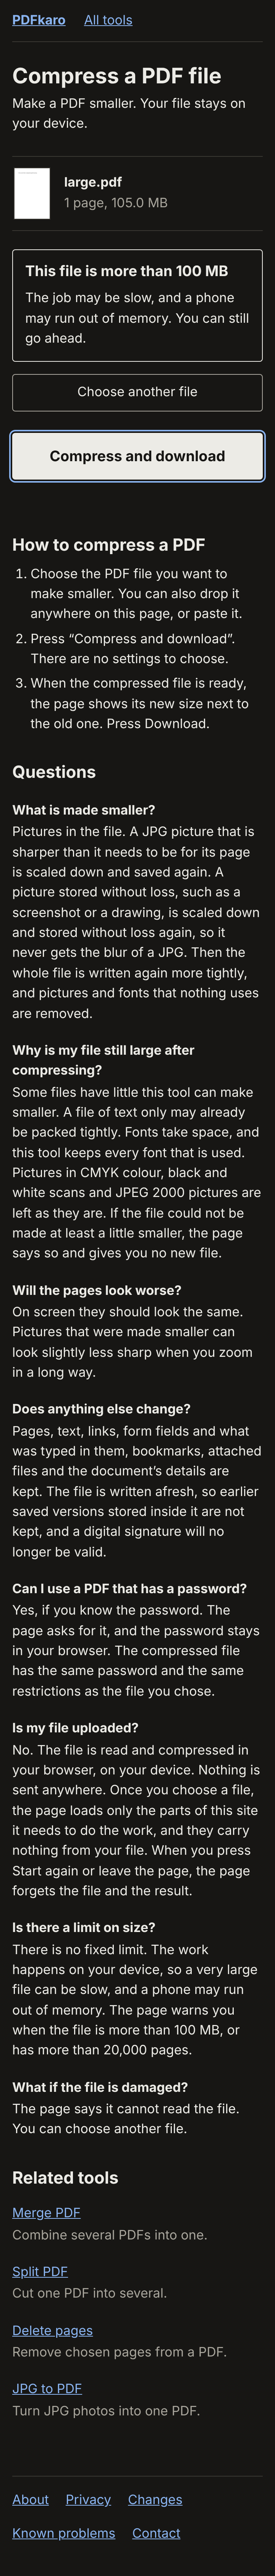 PDFkaro All tools
Compress a PDF file
Make a PDF smaller. Your file stays on
your device.
large.pdf
1 page, 105.0 MB
This file is more than 100 MB
The job may be slow, and a phone
may run out of memory. You can still
go ahead.
Choose another file
Compress and download
How to compress a PDF
1. Choose the PDF file you want to
make smaller. You can also drop it
anywhere on this page, or paste it.
2. Press “Compress and download”.
There are no settings to choose.
3. When the compressed file is ready,
the page shows its new size next to
the old one. Press Download.
Questions
What is made smaller?
Pictures in the file. A JPG picture that is
sharper than it needs to be for its page
is scaled down and saved again. A
picture stored without loss, such as a
screenshot or a drawing, is scaled down
and stored without loss again, so it
never gets the blur of a JPG. Then the
whole file is written again more tightly,
and pictures and fonts that nothing uses
are removed.
Why is my file still large after
compressing?
Some files have little this tool can make
smaller. A file of text only may already
be packed tightly. Fonts take space, and
this tool keeps every font that is used.
Pictures in CMYK colour, black and
white scans and JPEG 2000 pictures are
left as they are. If the file could not be
made at least a little smaller, the page
says so and gives you no new file.
Will the pages look worse?
On screen they should look the same.
Pictures that were made smaller can
look slightly less sharp when you zoom
in a long way.
Does anything else change?
Pages, text, links, form fields and what
was typed in them, bookmarks, attached
files and the document’s details are
kept. The file is written afresh, so earlier
saved versions stored inside it are not
kept, and a digital signature will no
longer be valid.
Can I use a PDF that has a password?
Yes, if you know the password. The
page asks for it, and the password stays
in your browser. The compressed file
has the same password and the same
restrictions as the file you chose.
Is my file uploaded?
No. The file is read and compressed in
your browser, on your device. Nothing is
sent anywhere. Once you choose a file,
the page loads only the parts of this site
it needs to do the work, and they carry
nothing from your file. When you press
Start again or leave the page, the page
forgets the file and the result.
Is there a limit on size?
There is no fixed limit. The work
happens on your device, so a very large
file can be slow, and a phone may run
out of memory. The page warns you
when the file is more than 100 MB, or
has more than 20,000 pages.
What if the file is damaged?
The page says it cannot read the file.
You can choose another file.
Related tools
Merge PDF
Combine several PDFs into one.
Split PDF
Cut one PDF into several.
Delete pages
Remove chosen pages from a PDF.
JPG to PDF
Turn JPG photos into one PDF.
About Privacy Changes
Known problems Contact